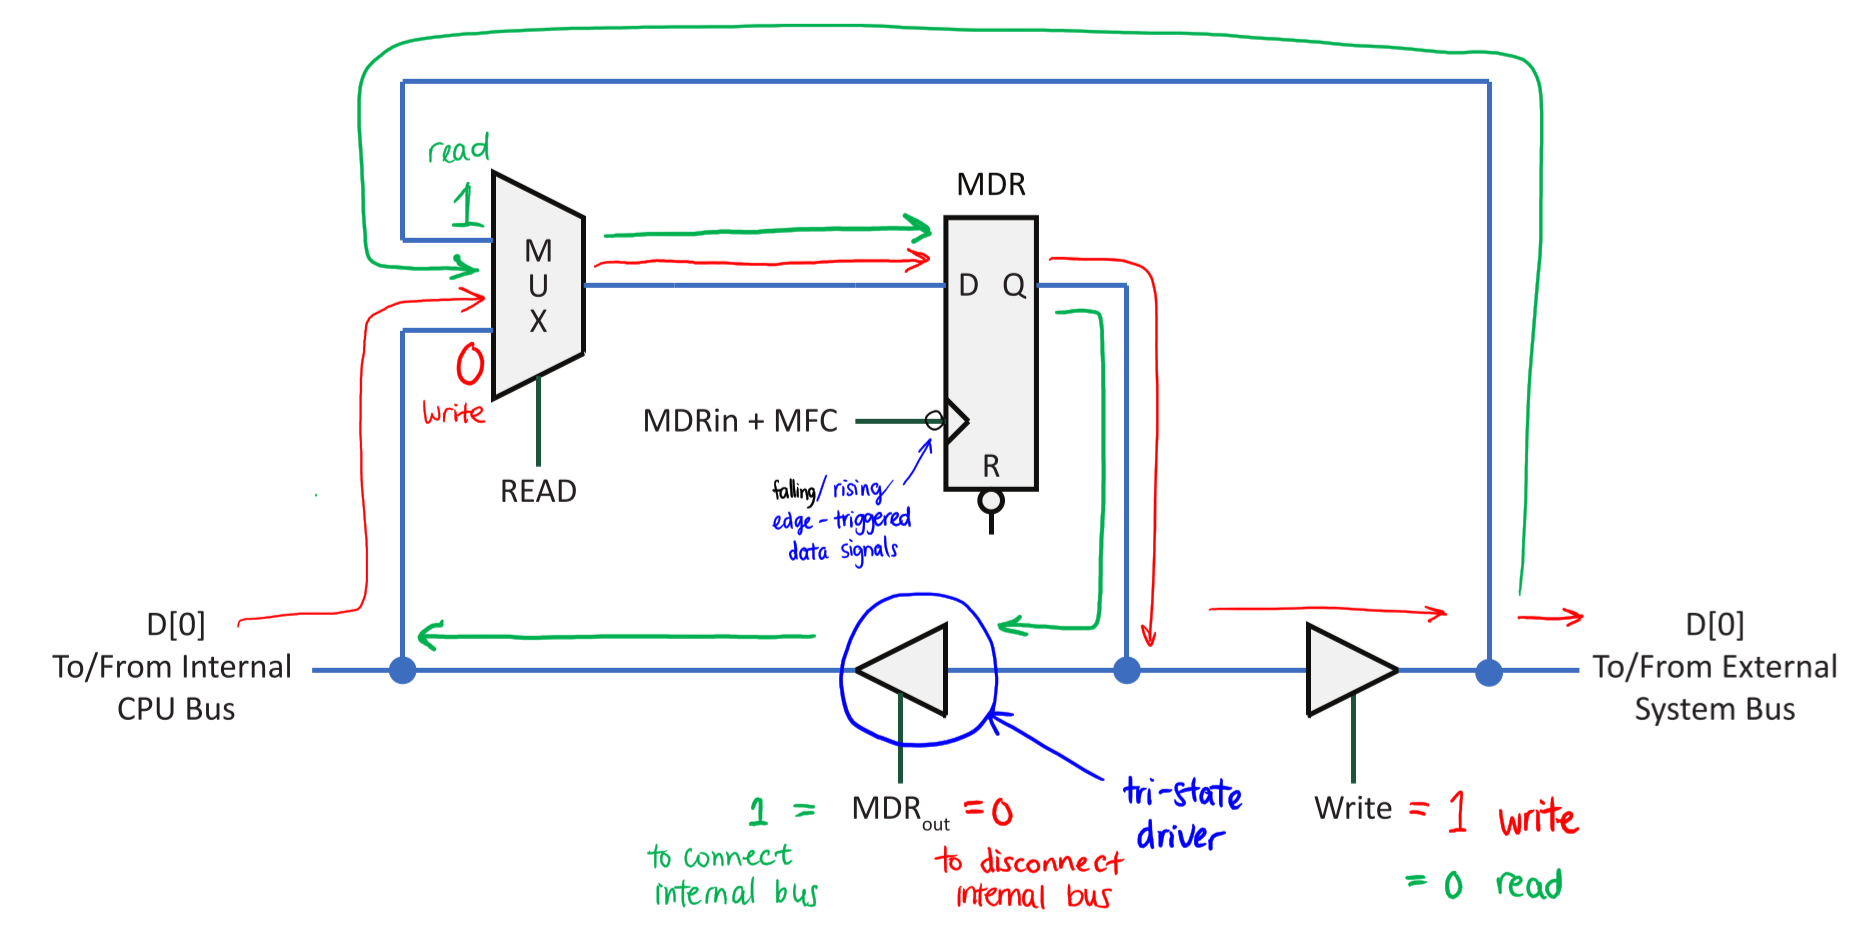 read
1
MUX
0
Write
READ
MDR
D Q
MDRin + MFC
R
falling/rising
edge-triggered
data signals
D[0]
To/From Internal
CPU Bus
D[0]
To/From External
System Bus
1 = MDRout = 0
to connect
internal bus
to disconnect
internal bus
tri-state
driver
Write = 1 write
= 0 read